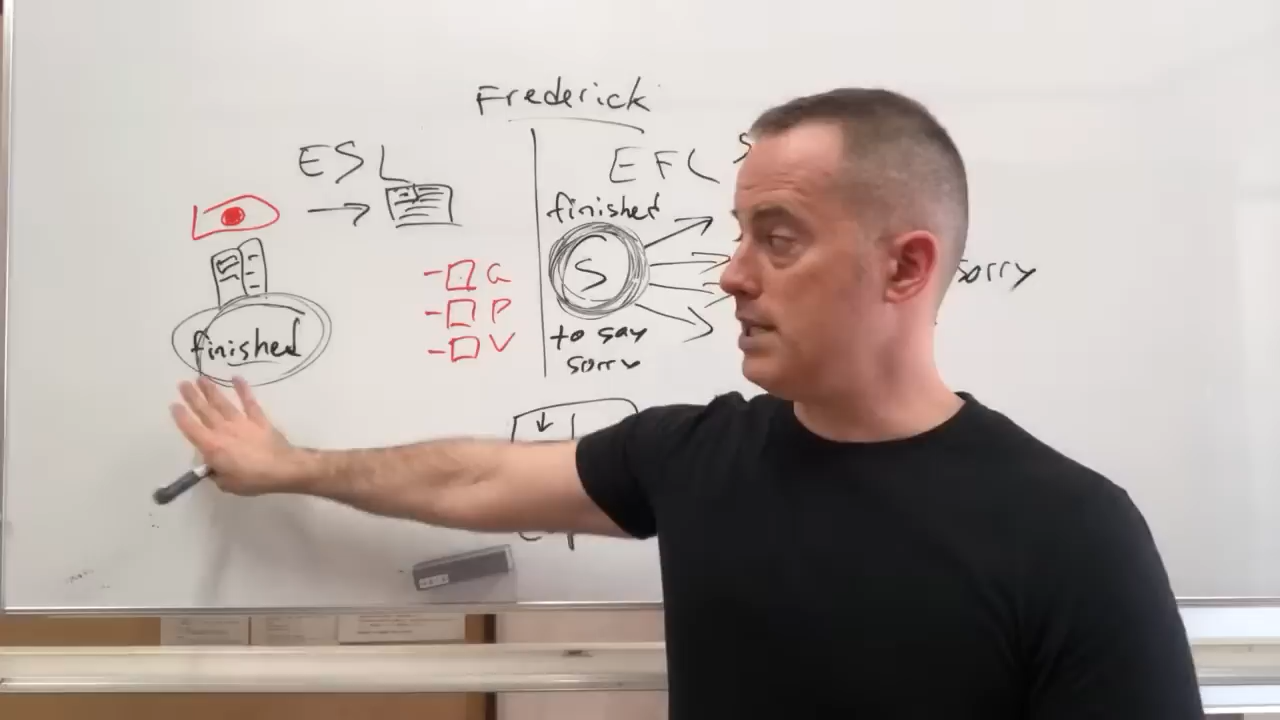 Frederick
ESL
EFL
S
finished
S
sorry
G
P
V
finished
to say
sorry